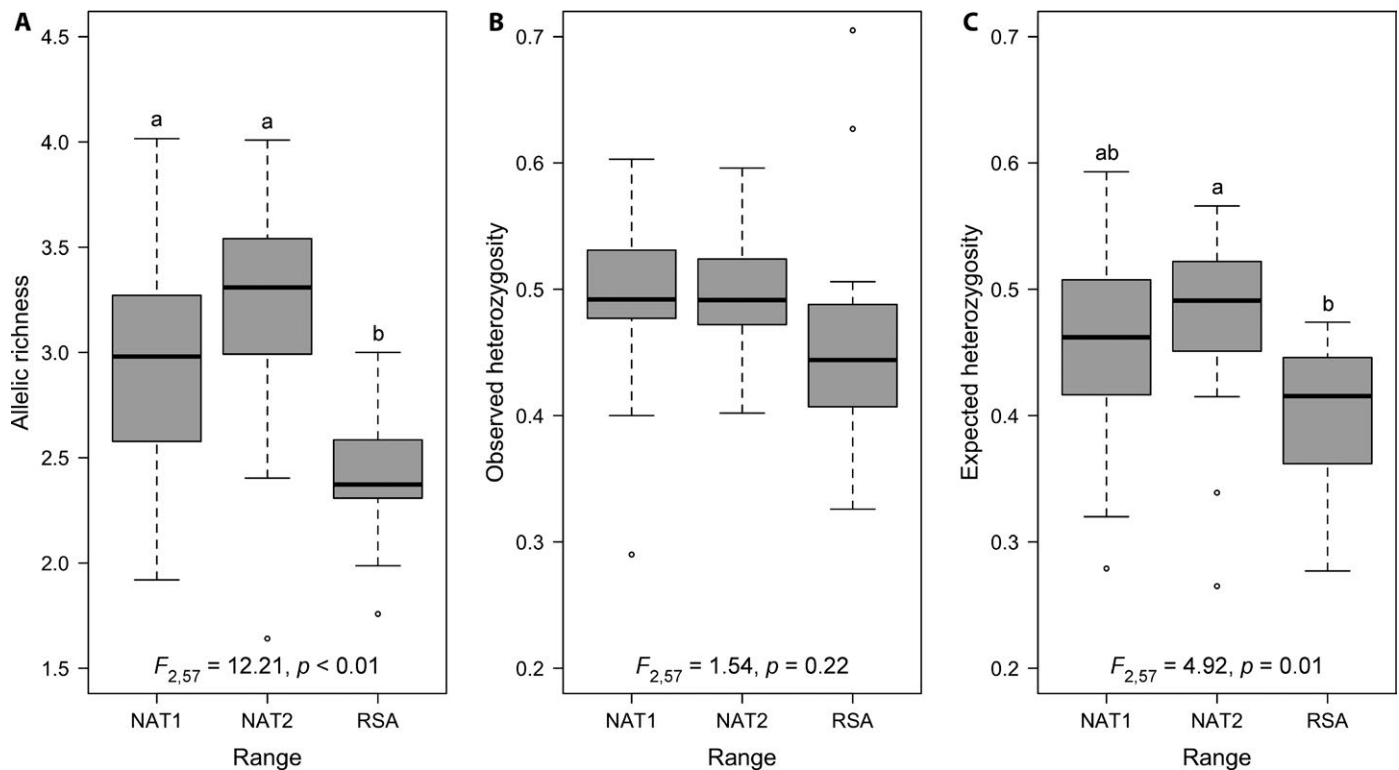 A
4.5
4.0
3.5
3.0
2.5
2.0
1.5
Allelic richness
a
a
b
F2,57 = 12.21, p < 0.01
NAT1
NAT2
RSA
Range
B
0.7
0.6
0.5
0.4
0.3
0.2
Observed heterozygosity
F2,57 = 1.54, p = 0.22
NAT1
NAT2
RSA
Range
C
0.7
0.6
0.5
0.4
0.3
0.2
Expected heterozygosity
ab
a
b
F2,57 = 4.92, p = 0.01
NAT1
NAT2
RSA
Range